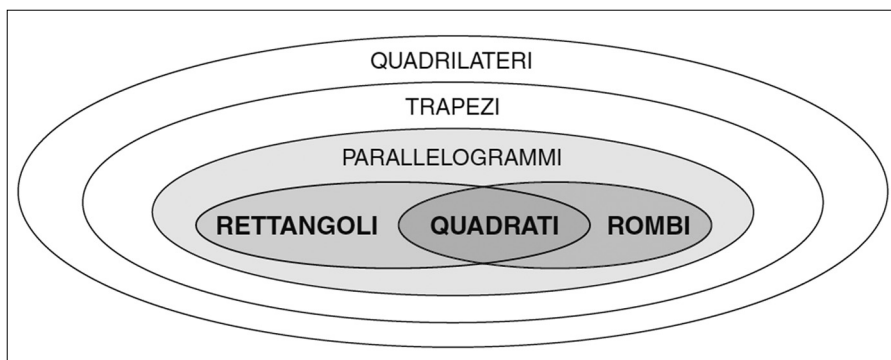 QUADRILATERI
TRAPEZI
PARALLELOGRAMMI
RETTANGOLI QUADRATI ROMBI